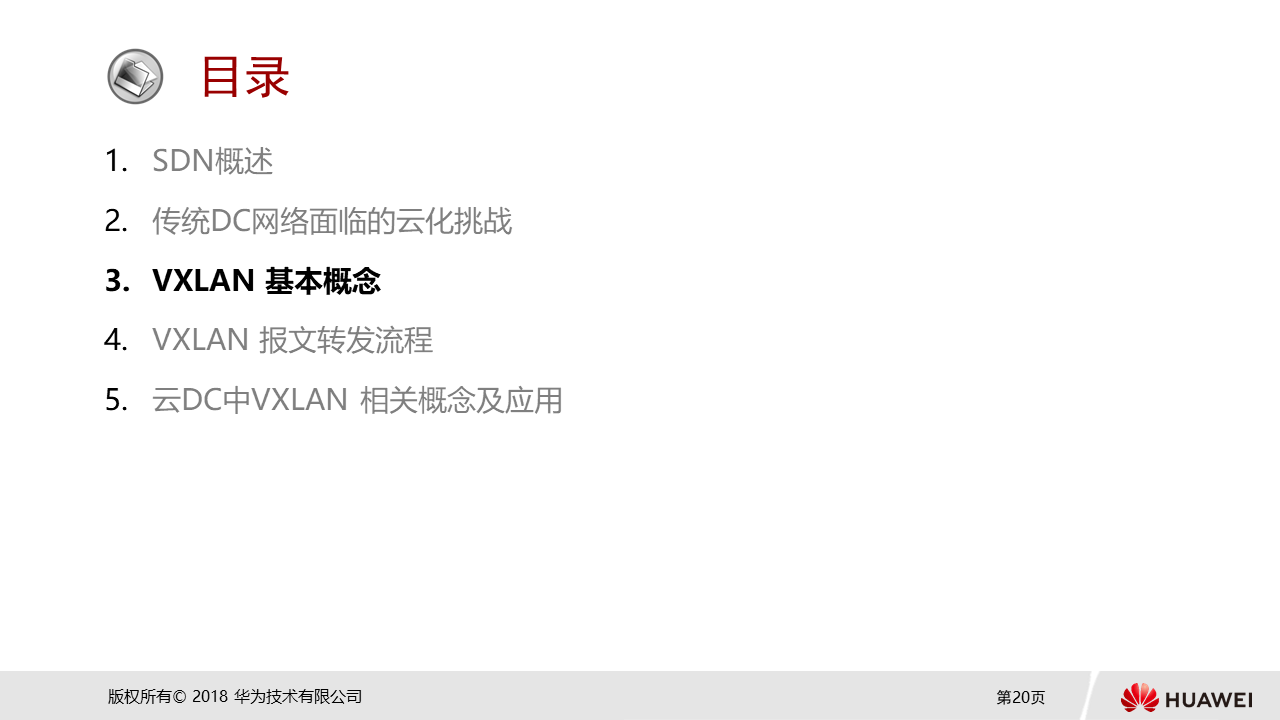 目录
1. SDN概述
2. 传统DC网络面临的云化挑战
3. VXLAN 基本概念
4. VXLAN 报文转发流程
5. 云DC中VXLAN 相关概念及应用
版权所有© 2018 华为技术有限公司
第20页
HUAWEI